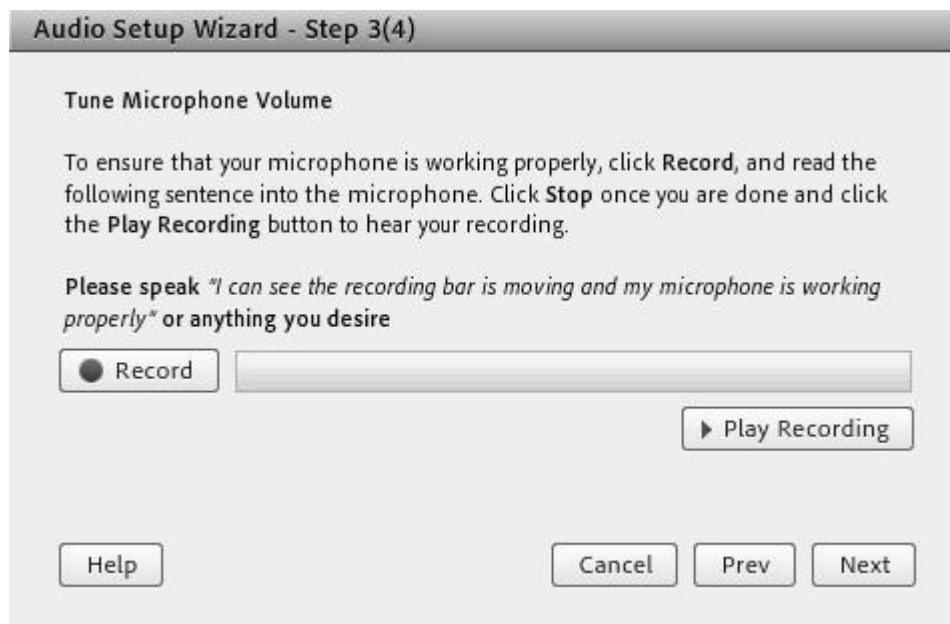 Audio Setup Wizard - Step 3(4)
Tune Microphone Volume
To ensure that your microphone is working properly, click Record, and read the
following sentence into the microphone. Click Stop once you are done and click
the Play Recording button to hear your recording.
Please speak "I can see the recording bar is moving and my microphone is working
properly" or anything you desire
Record
Play Recording
Help Cancel Prev Next